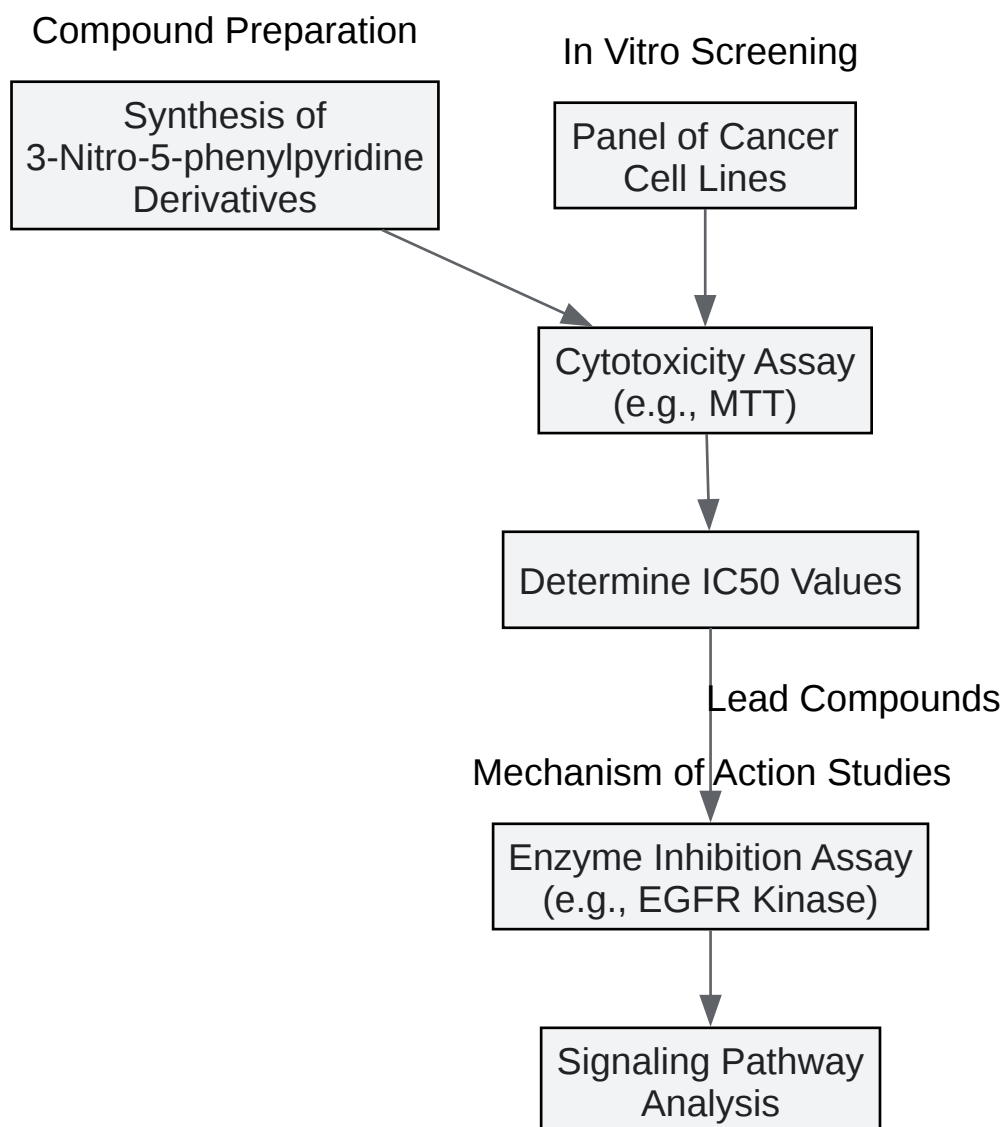 Compound Preparation
In Vitro Screening
Synthesis of
3-Nitro-5-phenylpyridine
Derivatives
Panel of Cancer
Cell Lines
Cytotoxicity Assay
(e.g., MTT)
Determine IC50 Values
Lead Compounds
Mechanism of Action Studies
Enzyme Inhibition Assay
(e.g., EGFR Kinase)
Signaling Pathway
Analysis